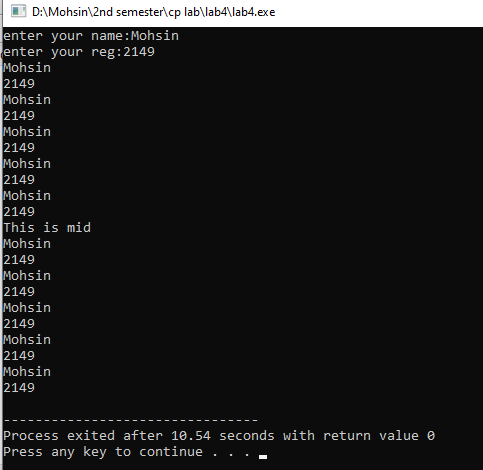 D:\Mohsin\2nd semester\cp lab\lab4\lab4.exe
enter your name:Mohsin
enter your reg:2149
Mohsin
2149
Mohsin
2149
Mohsin
2149
Mohsin
2149
Mohsin
2149
This is mid
Mohsin
2149
Mohsin
2149
Mohsin
2149
Mohsin
2149
Mohsin
2149
--------------------------------
Process exited after 10.54 seconds with return value 0
Press any key to continue . . .